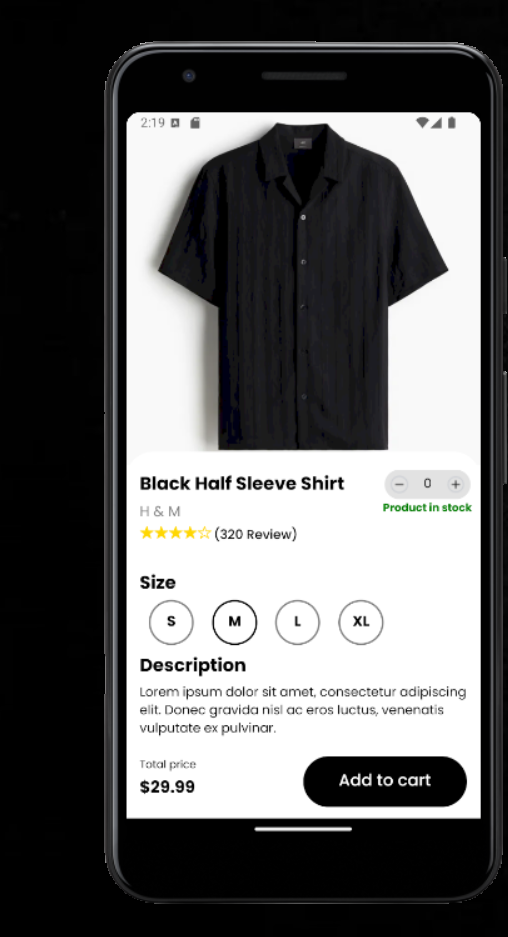 2:19
Black Half Sleeve Shirt
− 0 +
H & M
Product in stock
★★★★☆ (320 Review)
Size
S M L XL
Description
Lorem ipsum dolor sit amet, consectetur adipiscing
elit. Donec gravida nisl ac eros luctus, venenatis
vulputate ex pulvinar.
Total price
$29.99
Add to cart